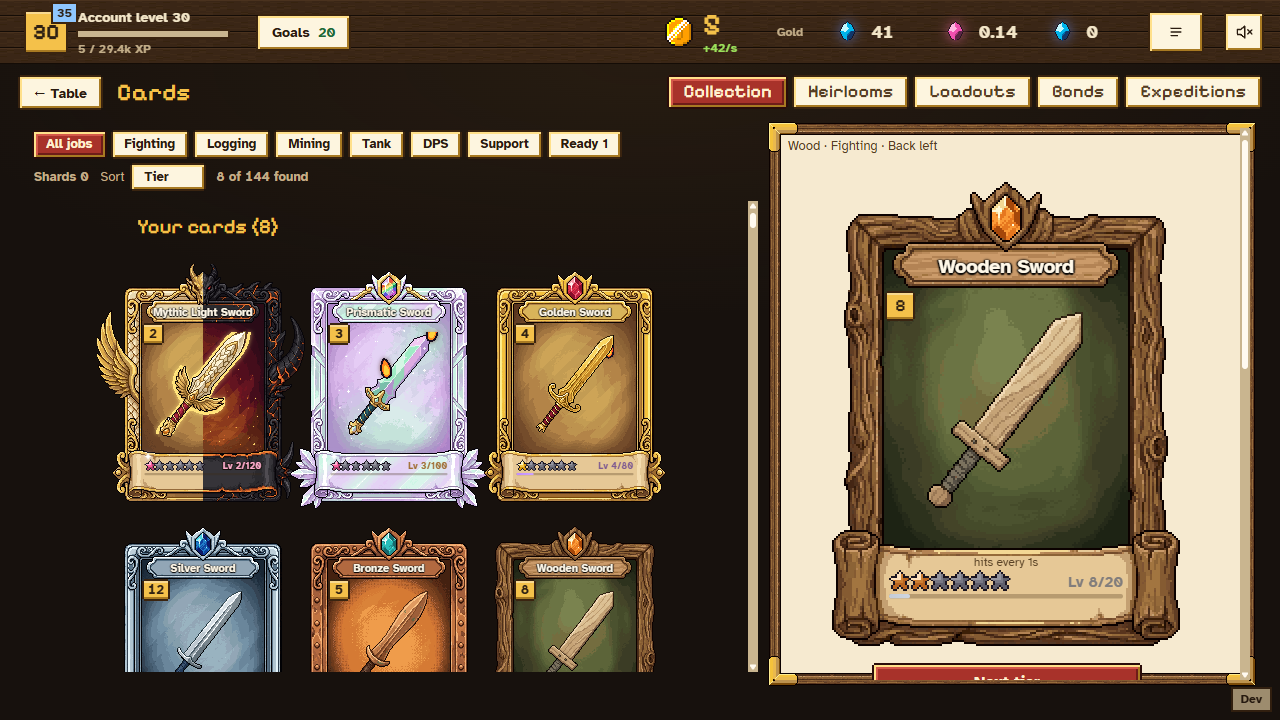 35
30
Account level 30
5 / 29.4k XP
Goals 20
8
+42/s
Gold
41
0.14
0
← Table
Cards
Collection
Heirlooms
Loadouts
Bonds
Expeditions
All jobs
Fighting
Logging
Mining
Tank
DPS
Support
Ready 1
Shards 0
Sort
Tier
8 of 144 found
Your cards (8)
Mythic Light Sword
2
Lv 2/120
Prismatic Sword
3
Lv 3/100
Golden Sword
4
Lv 4/80
Silver Sword
12
Bronze Sword
5
Wooden Sword
8
Wood · Fighting · Back left
Wooden Sword
8
hits every 1s
Lv 8/20
Next tier
Dev